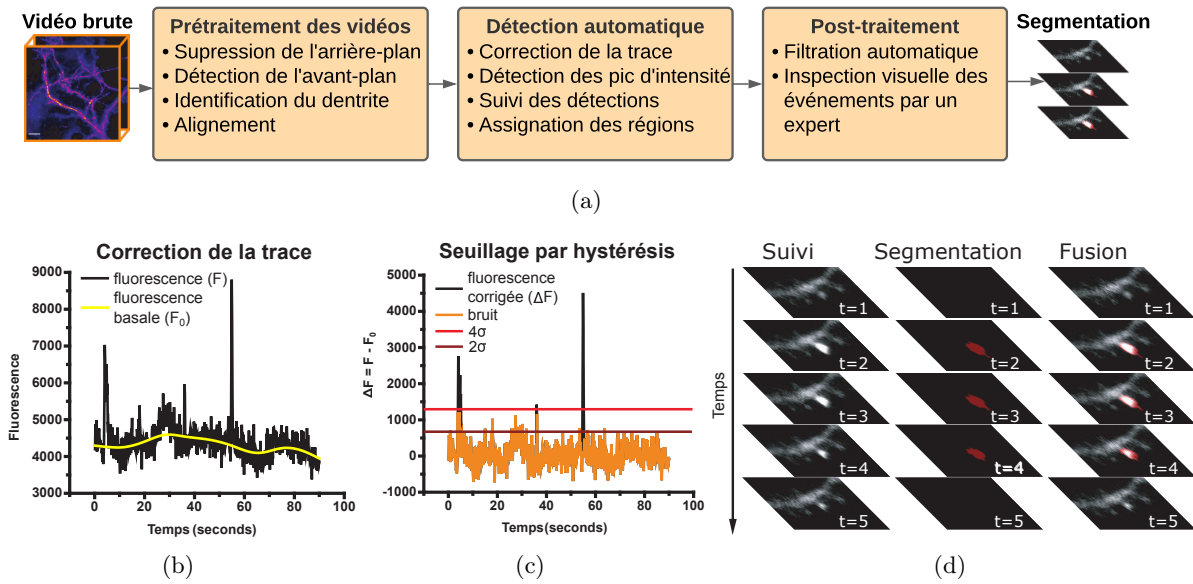 Vidéo brute
Prétraitement des vidéos
• Supression de l'arrière-plan
• Détection de l'avant-plan
• Identification du dentrite
• Alignement
Détection automatique
• Correction de la trace
• Détection des pic d'intensité
• Suivi des détections
• Assignation des régions
Post-traitement
• Filtration automatique
• Inspection visuelle des
événements par un
expert
Segmentation
(a)
Correction de la trace
fluorescence (F)
fluorescence
basale (F₀)
Fluorescence
9000
8000
7000
6000
5000
4000
3000
0
20
40
60
80
100
Temps (seconds)
(b)
Seuillage par hystérésis
fluorescence
corrigée (ΔF)
bruit
4σ
2σ
ΔF = F - F₀
5000
4000
3000
2000
1000
0
-1000
0
20
40
60
80
100
Temps(seconds)
(c)
Suivi
Segmentation
Fusion
Temps
t=1
t=1
t=1
t=2
t=2
t=2
t=3
t=3
t=3
t=4
t=4
t=4
t=5
t=5
t=5
(d)